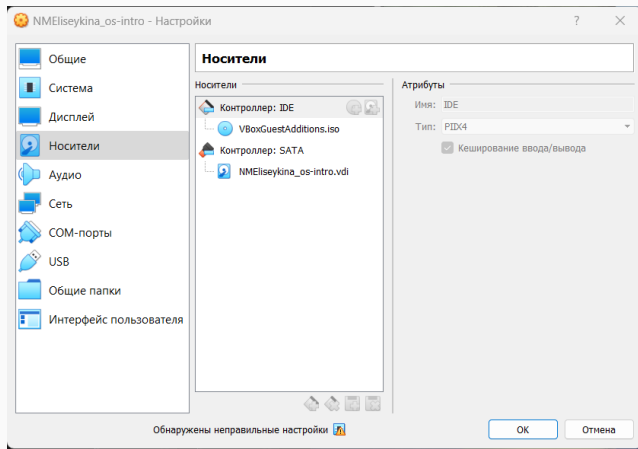 NMEliseykina_os-intro - Настройки
Общие
Система
Дисплей
Носители
Аудио
Сеть
COM-порты
USB
Общие папки
Интерфейс пользователя
Носители
Носители
Контроллер: IDE
VBoxGuestAdditions.iso
Контроллер: SATA
NMEliseykina_os-intro.vdi
Атрибуты
Имя: IDE
Тип: PIIX4
Кеширование ввода/вывода
Обнаружены неправильные настройки
ОК
Отмена